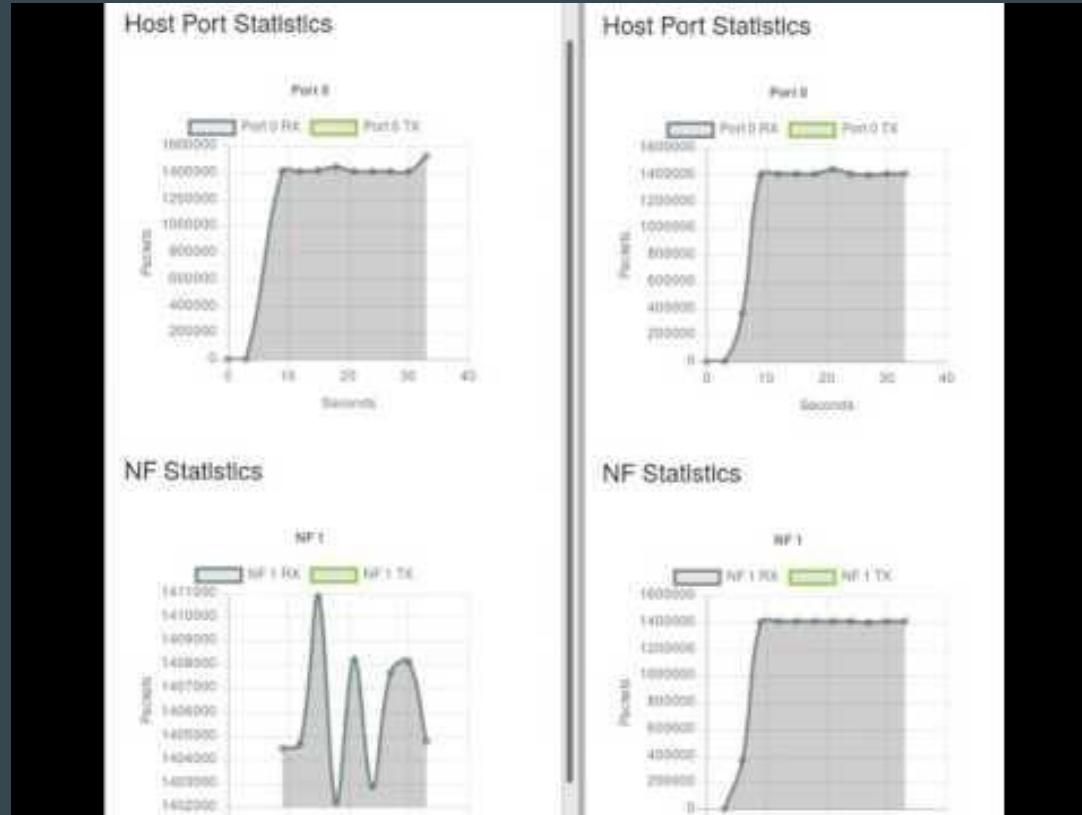 Host Port Statistics
Port 0
Port 0 RX Port 0 TX
1600000
1400000
1200000
1000000
800000
600000
400000
200000
0
Packets
0 10 20 30 40
Seconds
NF Statistics
NF 1
NF 1 RX NF 1 TX
1411000
1410000
1409000
1408000
1407000
1406000
1405000
1404000
1403000
1402000
Packets
Host Port Statistics
Port 0
Port 0 RX Port 0 TX
1600000
1400000
1200000
1000000
800000
600000
400000
200000
0
Packets
0 10 20 30 40
Seconds
NF Statistics
NF 1
NF 1 RX NF 1 TX
1600000
1400000
1200000
1000000
800000
600000
400000
200000
0
Packets